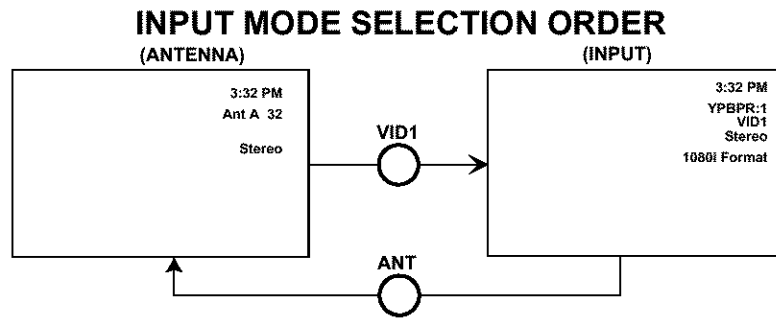 INPUT MODE SELECTION ORDER
(ANTENNA)
(INPUT)
3:32 PM
Ant A 32
Stereo
VID1
3:32 PM
YPBPR:1
VID1
Stereo
1080i Format
ANT